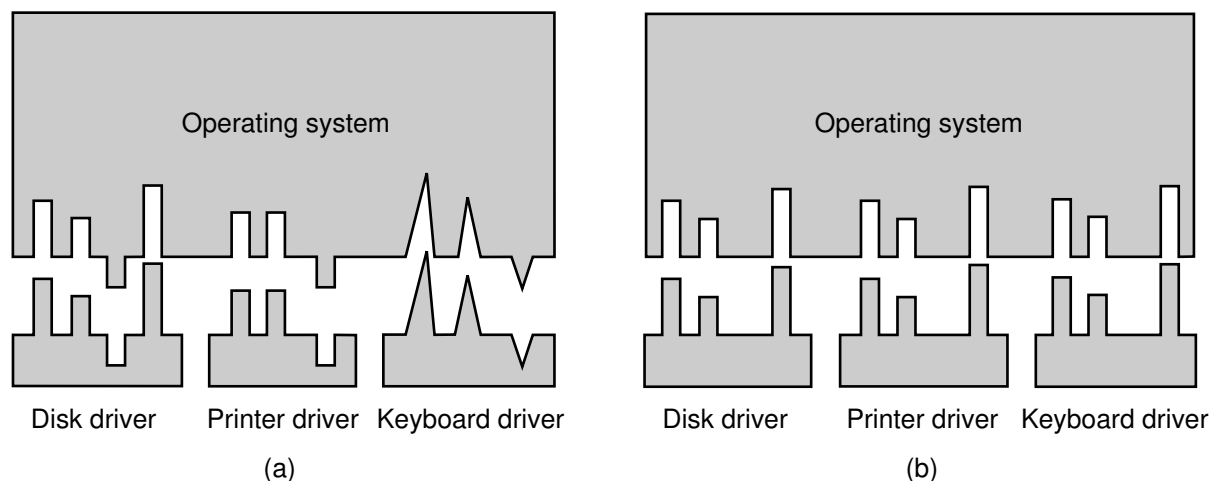 Operating system
Operating system
Disk driver
Printer driver
Keyboard driver
Disk driver
Printer driver
Keyboard driver
(a)
(b)